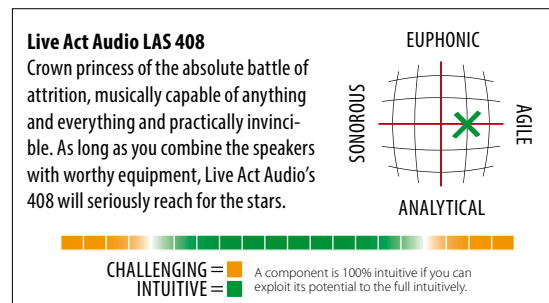 Live Act Audio LAS 408
Crown princess of the absolute battle of
attrition, musically capable of anything
and everything and practically invinci-
ble. As long as you combine the speakers
with worthy equipment, Live Act Audio’s
408 will seriously reach for the stars.
EUPHONIC
SONOROUS
AGILE
ANALYTICAL
CHALLENGING =
INTUITIVE =
A component is 100% intuitive if you can
exploit its potential to the full intuitively.